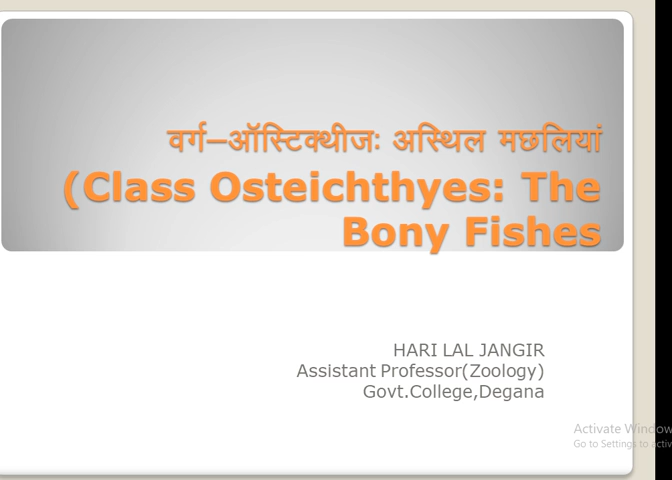 वर्ग–ऑस्टिक्थीजः अस्थिल मछलियां
(Class Osteichthyes: The
Bony Fishes
HARI LAL JANGIR
Assistant Professor(Zoology)
Govt.College,Degana
Activate Window
Go to Settings to activ